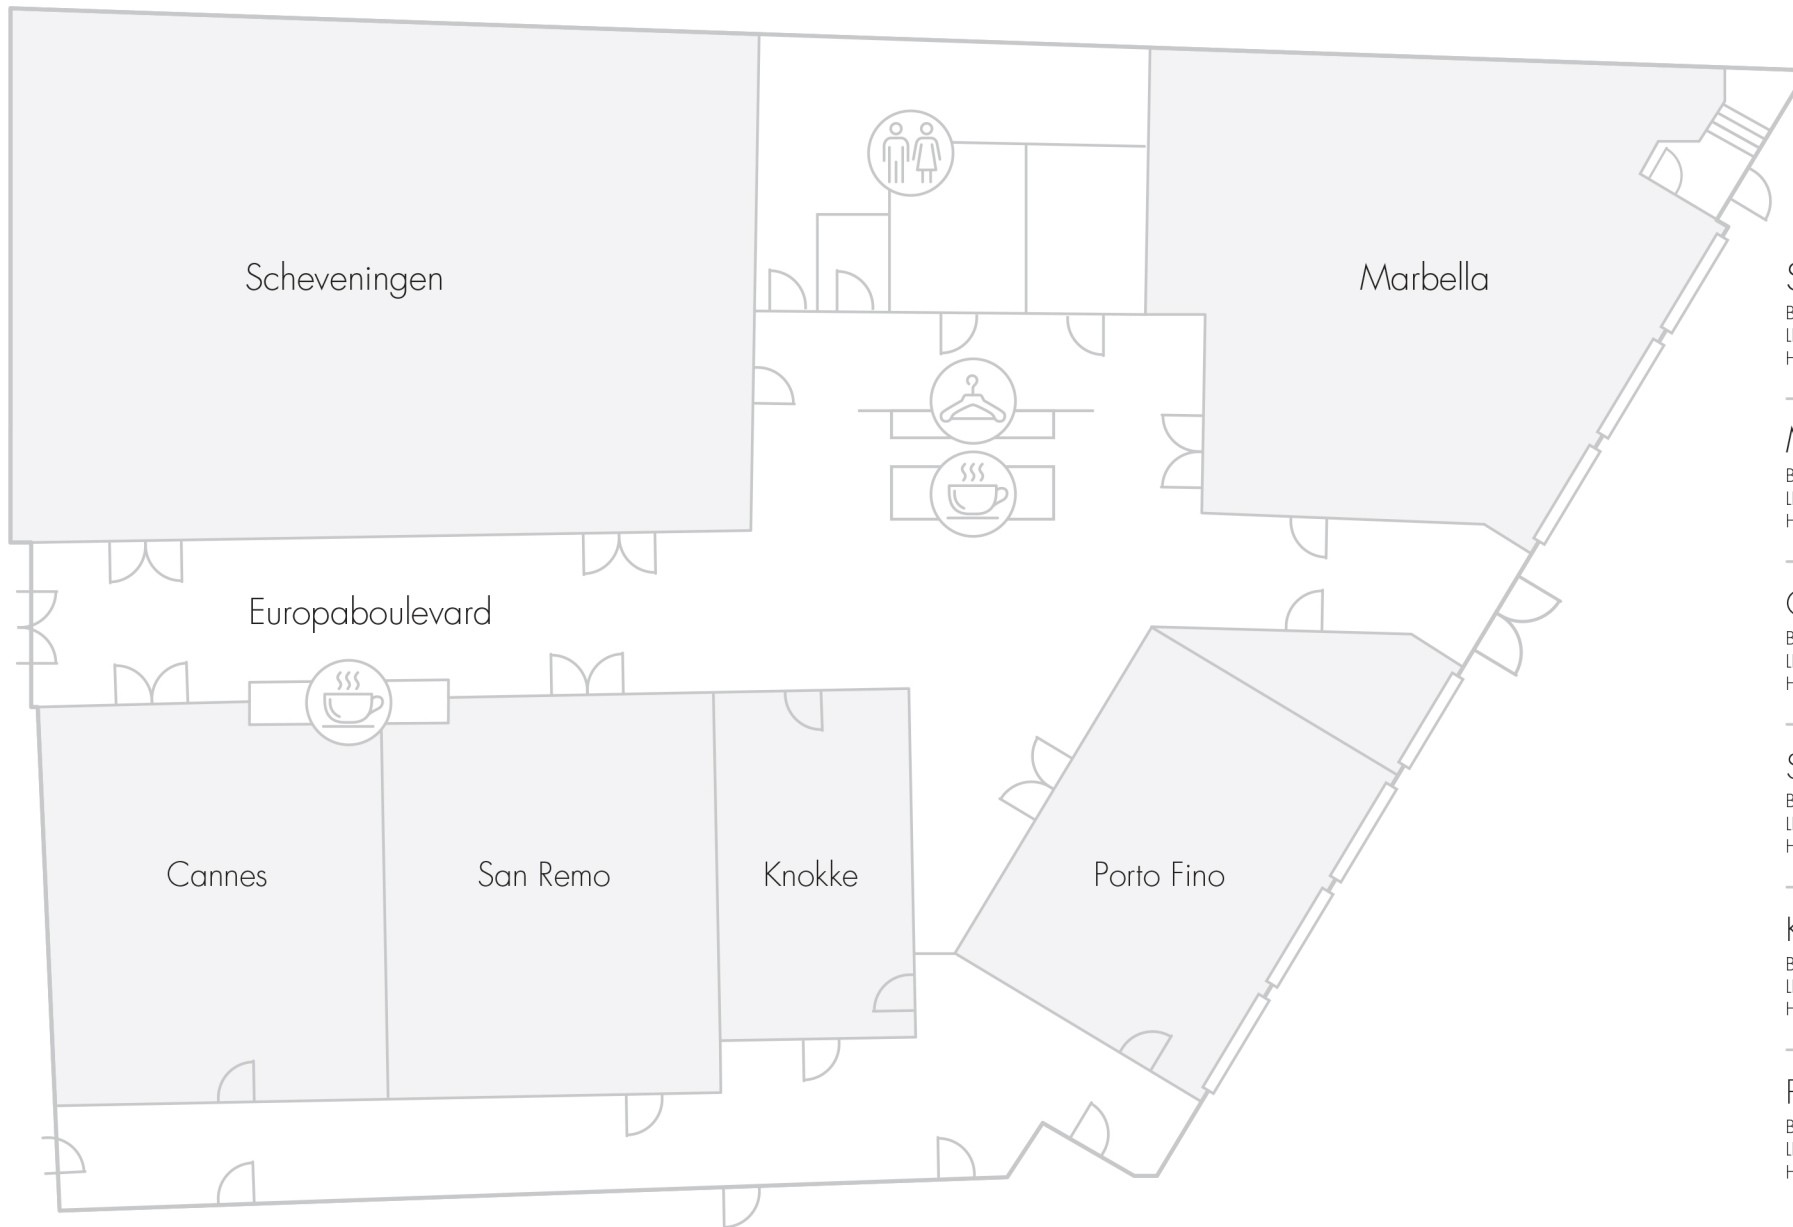 Scheveningen
Marbella
Europaboulevard
Cannes
San Remo
Knokke
Porto Fino